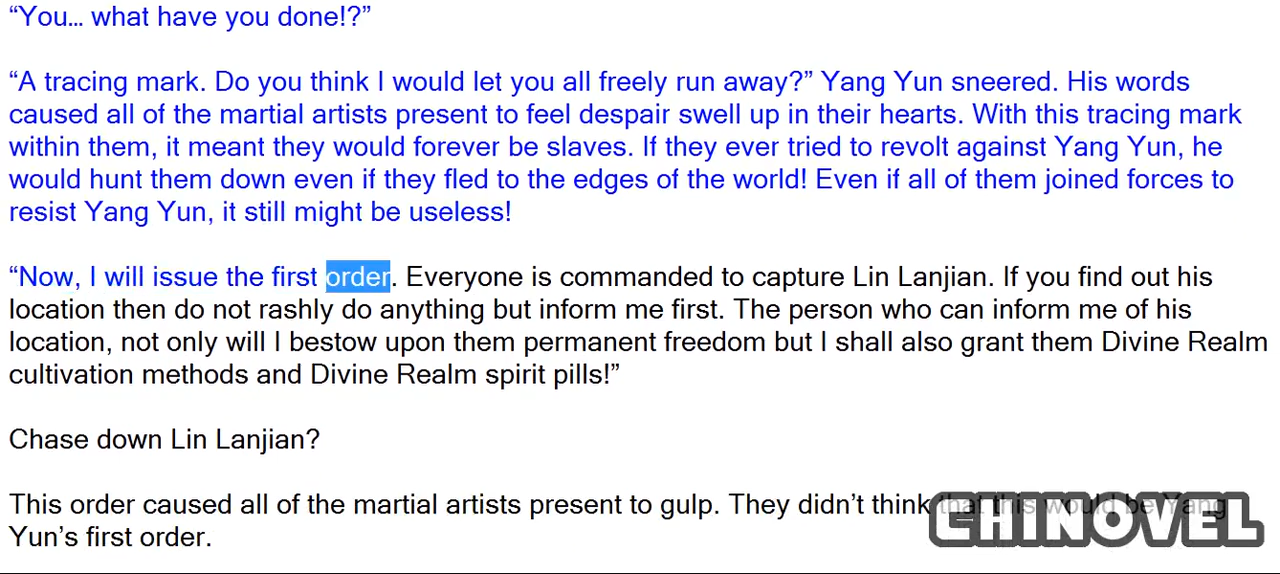 “You... what have you done!?”
“A tracing mark. Do you think I would let you all freely run away?” Yang Yun sneered. His words
caused all of the martial artists present to feel despair swell up in their hearts. With this tracing mark
within them, it meant they would forever be slaves. If they ever tried to revolt against Yang Yun, he
would hunt them down even if they fled to the edges of the world! Even if all of them joined forces to
resist Yang Yun, it still might be useless!
“Now, I will issue the first order. Everyone is commanded to capture Lin Lanjian. If you find out his
location then do not rashly do anything but inform me first. The person who can inform me of his
location, not only will I bestow upon them permanent freedom but I shall also grant them Divine Realm
cultivation methods and Divine Realm spirit pills!”
Chase down Lin Lanjian?
This order caused all of the martial artists present to gulp. They didn’t think that this would be Yang
Yun’s first order.
CHINOVEL